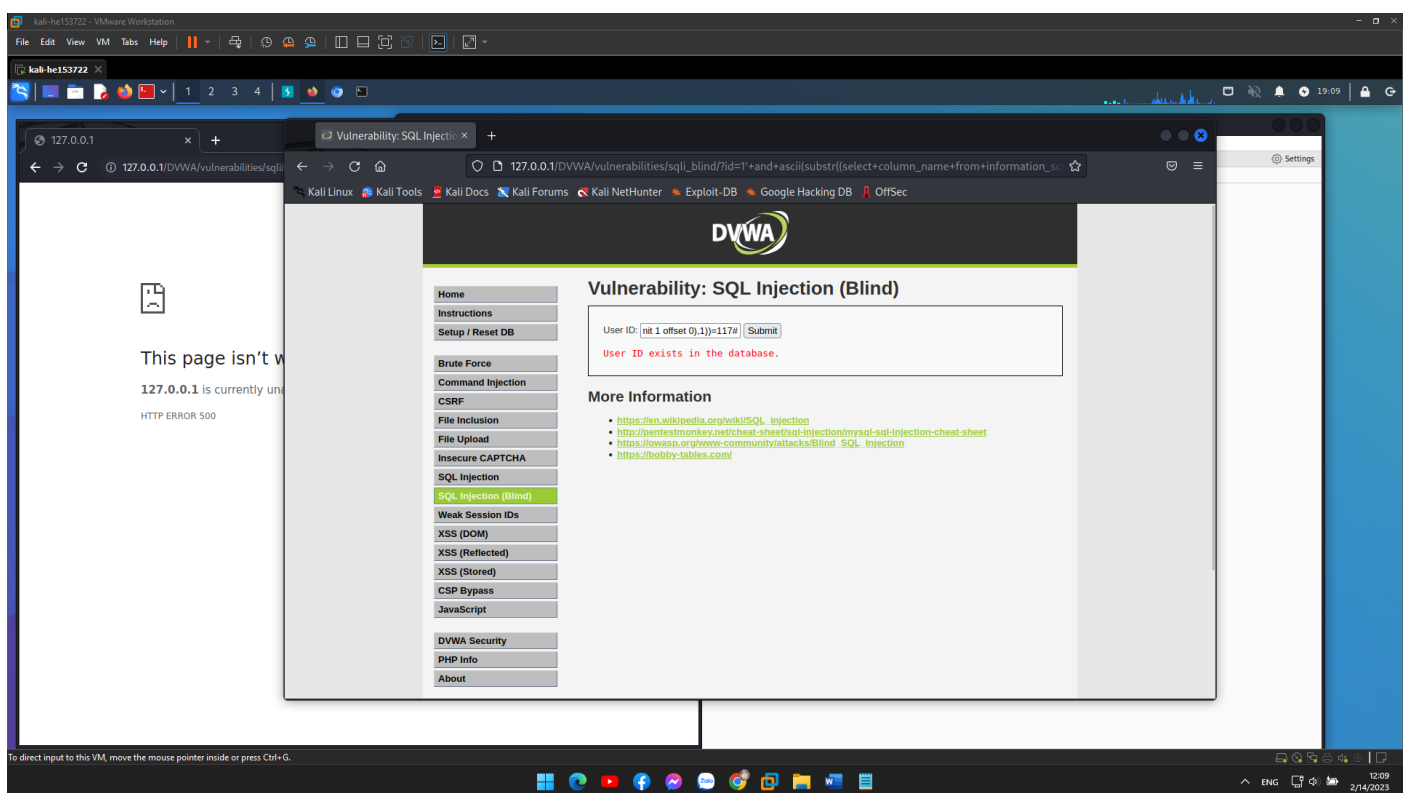 kali-he153722 - VMware Workstation
File Edit View VM Tabs Help
kali-he153722
1 2 3 4
19:09
127.0.0.1
Vulnerability: SQL Injectio
127.0.0.1/DVWA/vulnerabilities/sqli
127.0.0.1/DVWA/vulnerabilities/sqli_blind/?id=1'+and+ascii(substr((select+column_name+from+information_sc
Settings
Kali Linux Kali Tools Kali Docs Kali Forums Kali NetHunter Exploit-DB Google Hacking DB OffSec
DVWA
Home
Instructions
Setup / Reset DB
Brute Force
Command Injection
CSRF
File Inclusion
File Upload
Insecure CAPTCHA
SQL Injection
SQL Injection (Blind)
Weak Session IDs
XSS (DOM)
XSS (Reflected)
XSS (Stored)
CSP Bypass
JavaScript
DVWA Security
PHP Info
About
Vulnerability: SQL Injection (Blind)
User ID: nit 1 offset 0),1))=117# Submit
User ID exists in the database.
More Information
https://en.wikipedia.org/wiki/SQL_injection
http://pentestmonkey.net/cheat-sheet/sql-injection/mysql-sql-injection-cheat-sheet
https://owasp.org/www-community/attacks/Blind_SQL_Injection
https://bobby-tables.com/
This page isn't w
127.0.0.1 is currently una
HTTP ERROR 500
To direct input to this VM, move the mouse pointer inside or press Ctrl+G.
Zalo
ENG
12:09
2/14/2023